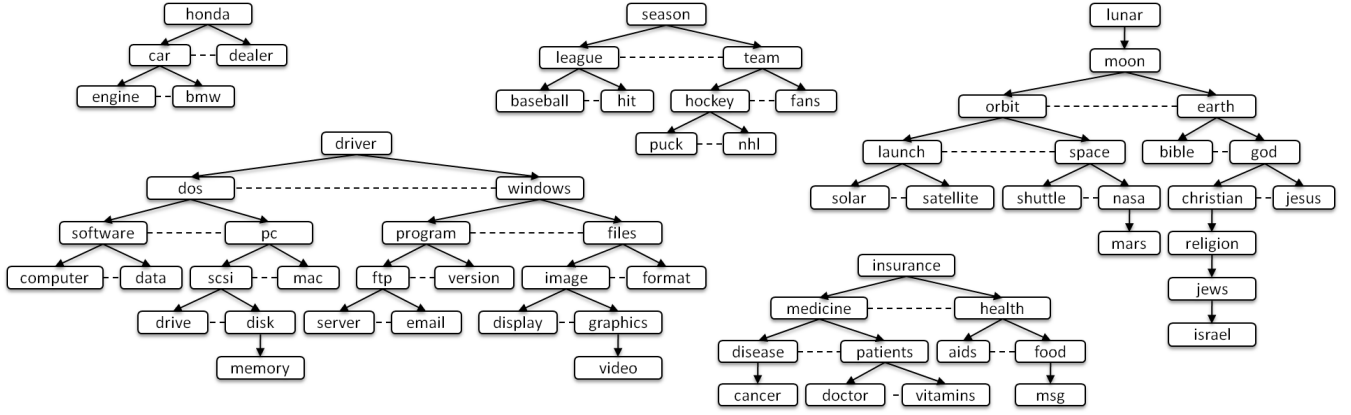 honda
car
dealer
engine
bmw
season
league
team
baseball
hit
hockey
fans
puck
nhl
lunar
moon
orbit
earth
launch
space
bible
god
solar
satellite
shuttle
nasa
christian
jesus
mars
religion
jews
israel
driver
dos
windows
software
pc
program
files
computer
data
scsi
mac
ftp
version
image
format
drive
disk
server
email
display
graphics
memory
video
insurance
medicine
health
disease
patients
aids
food
cancer
doctor
vitamins
msg